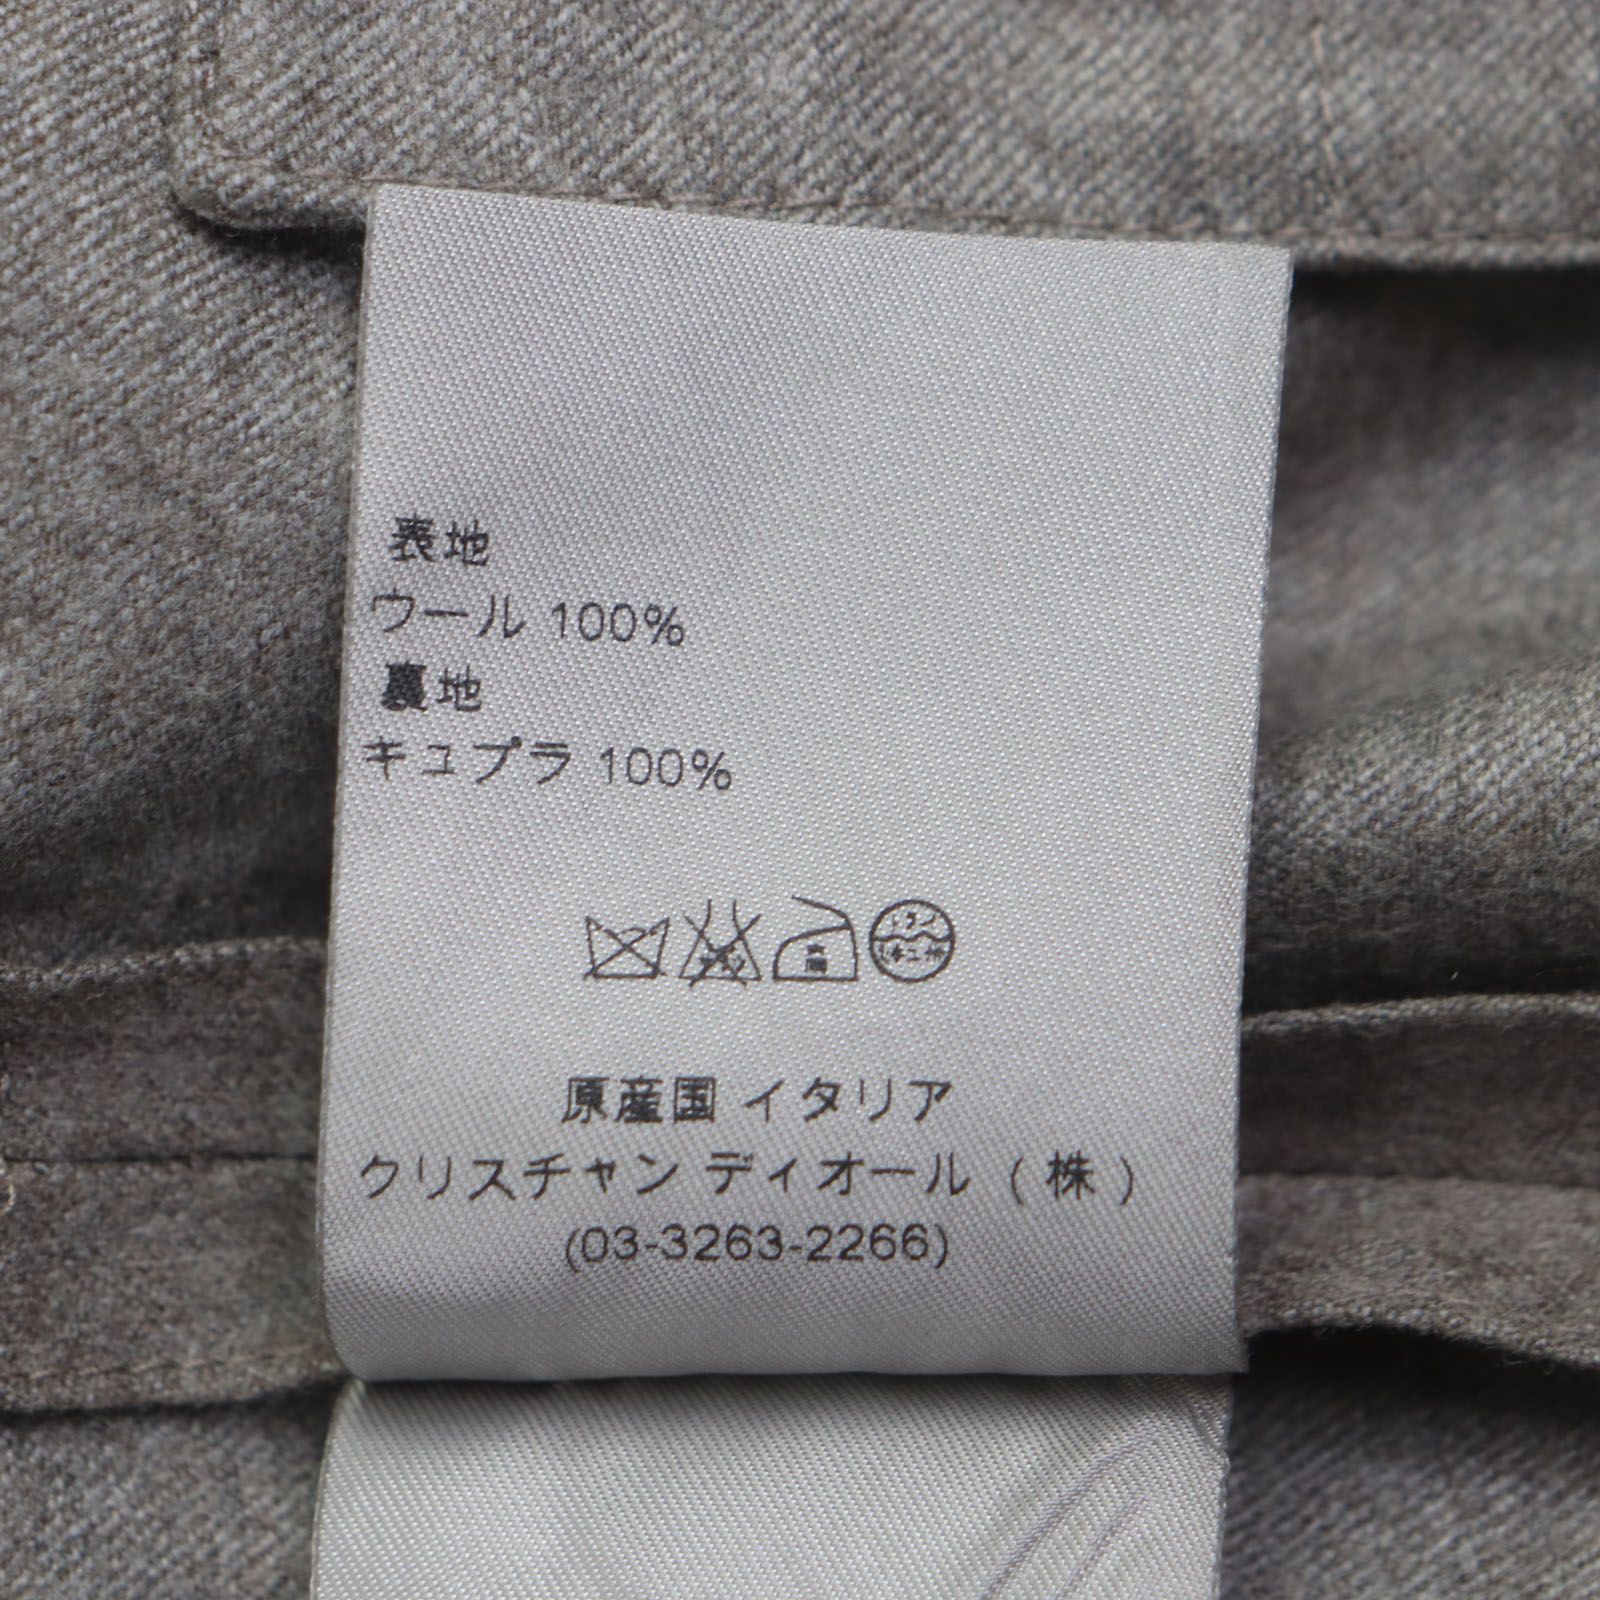 表地
ウール 100%
裏地
キュプラ 100%
原産国 イタリア
クリスチャン ディオール (株)
(03-3263-2266)